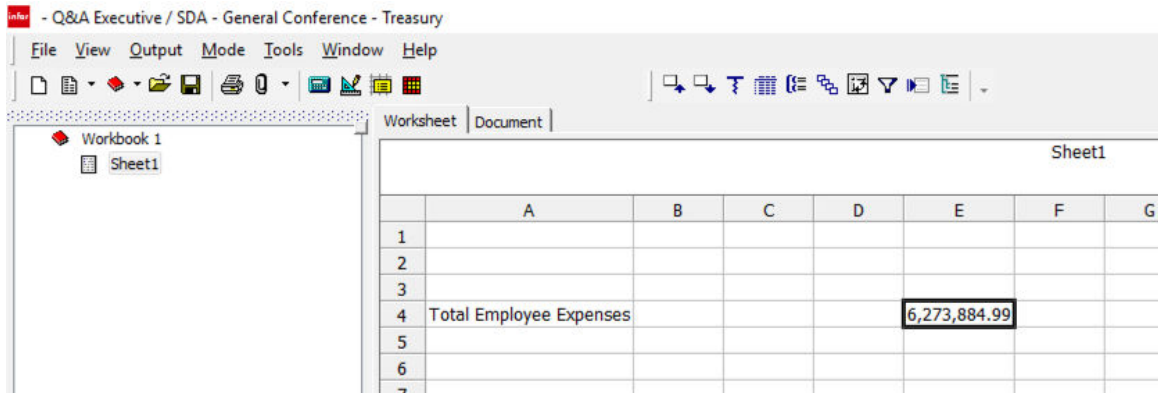 infor - Q&A Executive / SDA - General Conference - Treasury
File View Output Mode Tools Window Help
Worksheet Document
Workbook 1
Sheet1
Sheet1
A B C D E F G
1
2
3
4 Total Employee Expenses 6,273,884.99
5
6
7